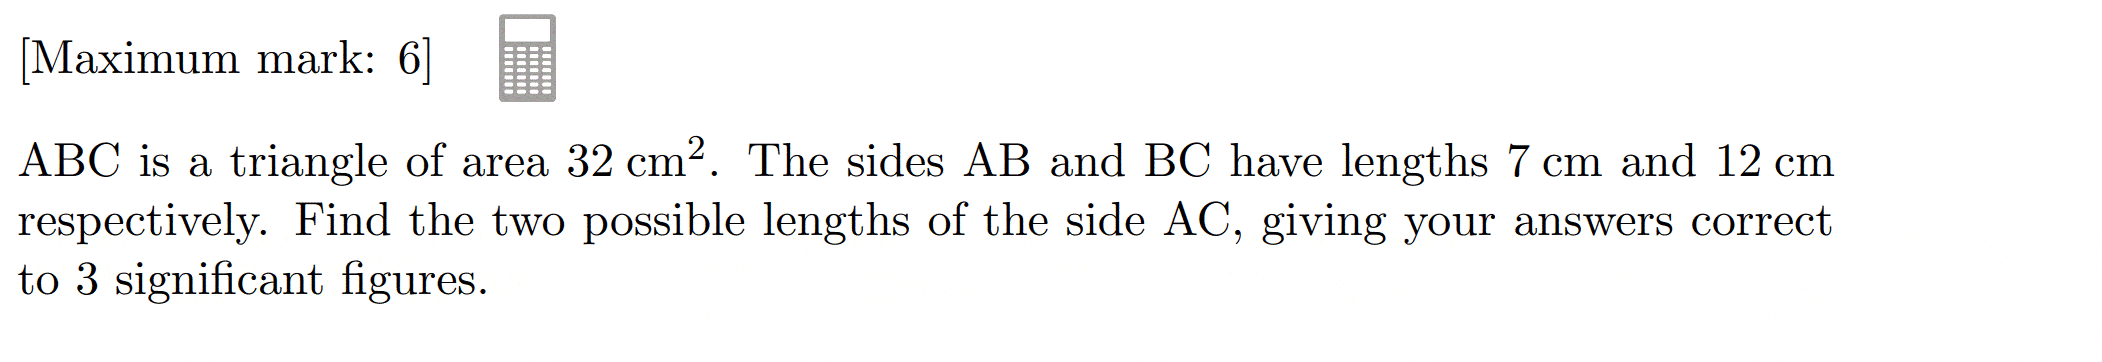 [Maximum mark: 6]
ABC is a triangle of area 32 cm². The sides AB and BC have lengths 7 cm and 12 cm
respectively. Find the two possible lengths of the side AC, giving your answers correct
to 3 significant figures.